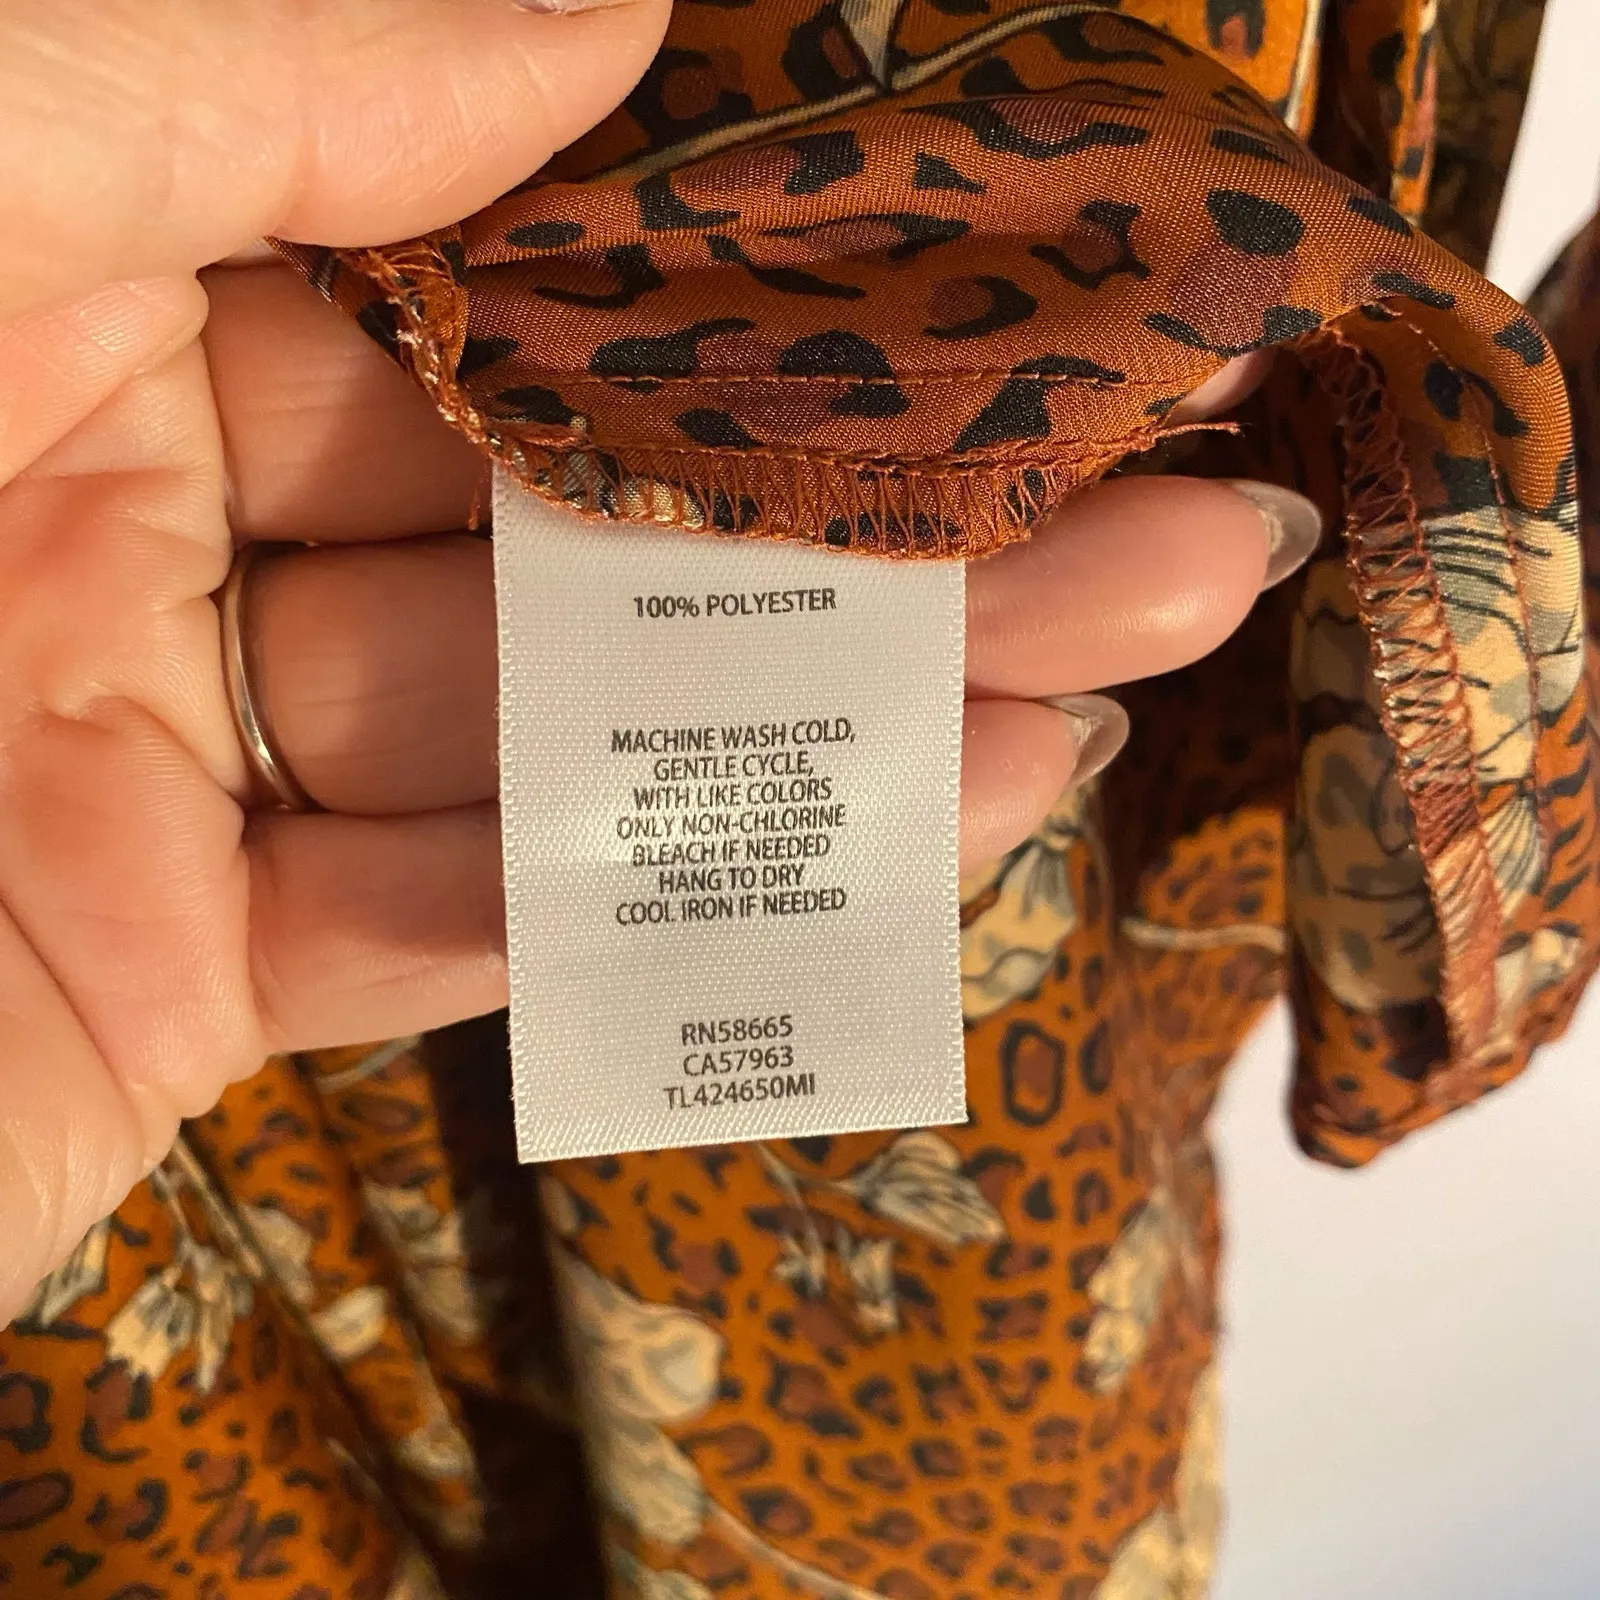 100% POLYESTER
MACHINE WASH COLD,
GENTLE CYCLE,
WITH LIKE COLORS
ONLY NON-CHLORINE
BLEACH IF NEEDED
HANG TO DRY
COOL IRON IF NEEDED
RN58665
CA57963
TL424650MI